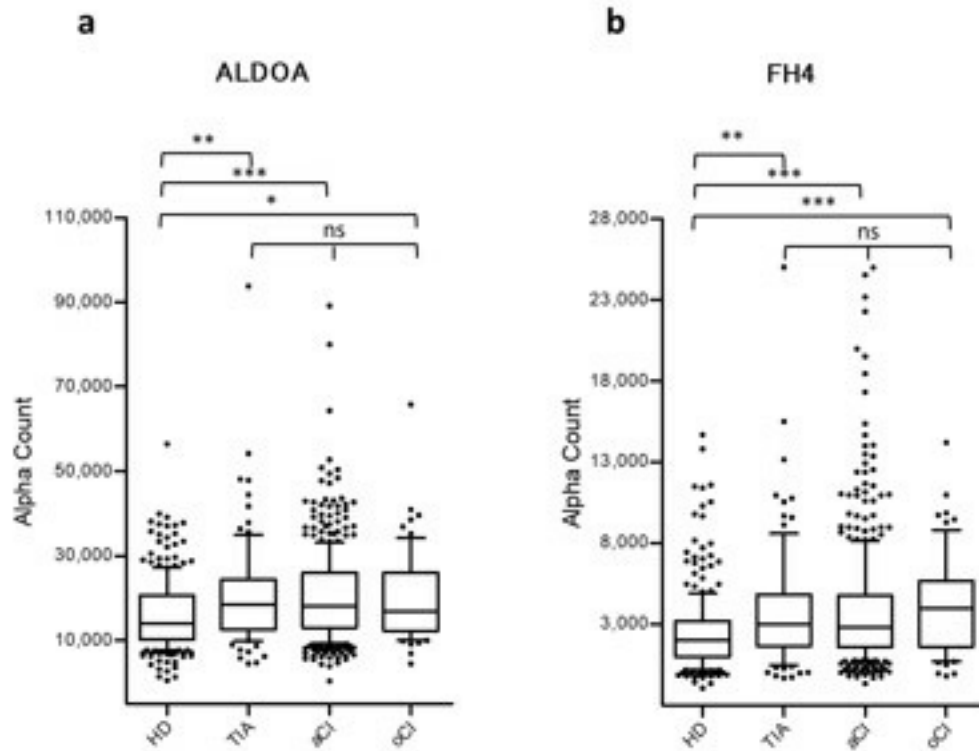 a
ALDOA
**
***
*
ns
110,000
90,000
70,000
50,000
30,000
10,000
Alpha Count
HD
TIA
aCI
oCI
b
FH4
**
***
***
ns
28,000
23,000
18,000
13,000
8,000
3,000
Alpha Count
HD
TIA
aCI
oCI